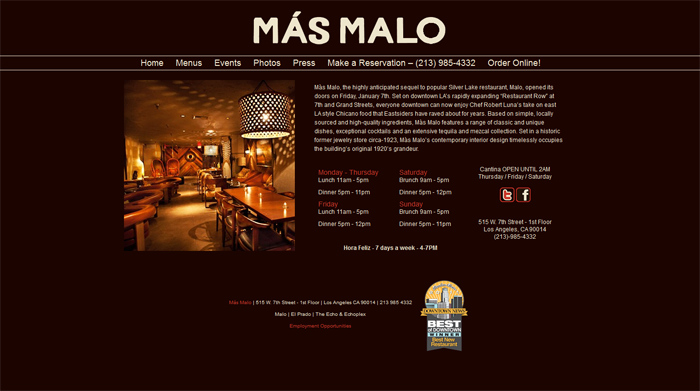 MÁS MALO
Home Menus Events Photos Press Make a Reservation – (213) 985-4332 Order Online!
Más Malo, the highly anticipated sequel to popular Silver Lake restaurant, Malo, opened its
doors on Friday, January 7th. Set on downtown LA's rapidly expanding "Restaurant Row" at
7th and Grand Streets, everyone downtown can now enjoy Chef Robert Luna's take on east
LA style Chicano food that Eastsiders have raved about for years. Based on simple, locally
sourced and high-quality ingredients, Más Malo features a range of classic and unique
dishes, exceptional cocktails and an extensive tequila and mezcal collection. Set in a historic
former jewelry store circa-1923, Más Malo's contemporary interior design timelessly occupies
the building's original 1920's grandeur.
Monday - Thursday
Lunch 11am - 5pm
Dinner 5pm - 11pm
Friday
Lunch 11am - 5pm
Dinner 5pm - 12pm
Saturday
Brunch 9am - 5pm
Dinner 5pm - 12pm
Sunday
Brunch 9am - 5pm
Dinner 5pm - 11pm
Hora Feliz - 7 days a week - 4-7PM
Cantina OPEN UNTIL 2AM
Thursday / Friday / Saturday
t f
515 W. 7th Street - 1st Floor
Los Angeles, CA 90014
(213)-985-4332
Más Malo | 515 W. 7th Street - 1st Floor | Los Angeles CA 90014 | 213 985 4332
Malo | El Prado | The Echo & Echoplex
Employment Opportunities
DOWNTOWN NEWS
BEST
OF DOWNTOWN
WINNER
Best New
Restaurant